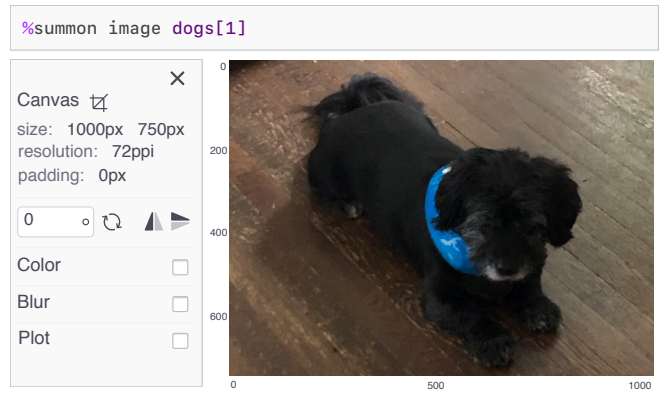 %summon image dogs[1]
Canvas
size: 1000px 750px
resolution: 72ppi
padding: 0px
0
Color
Blur
Plot
0
200
400
600
0 500 1000